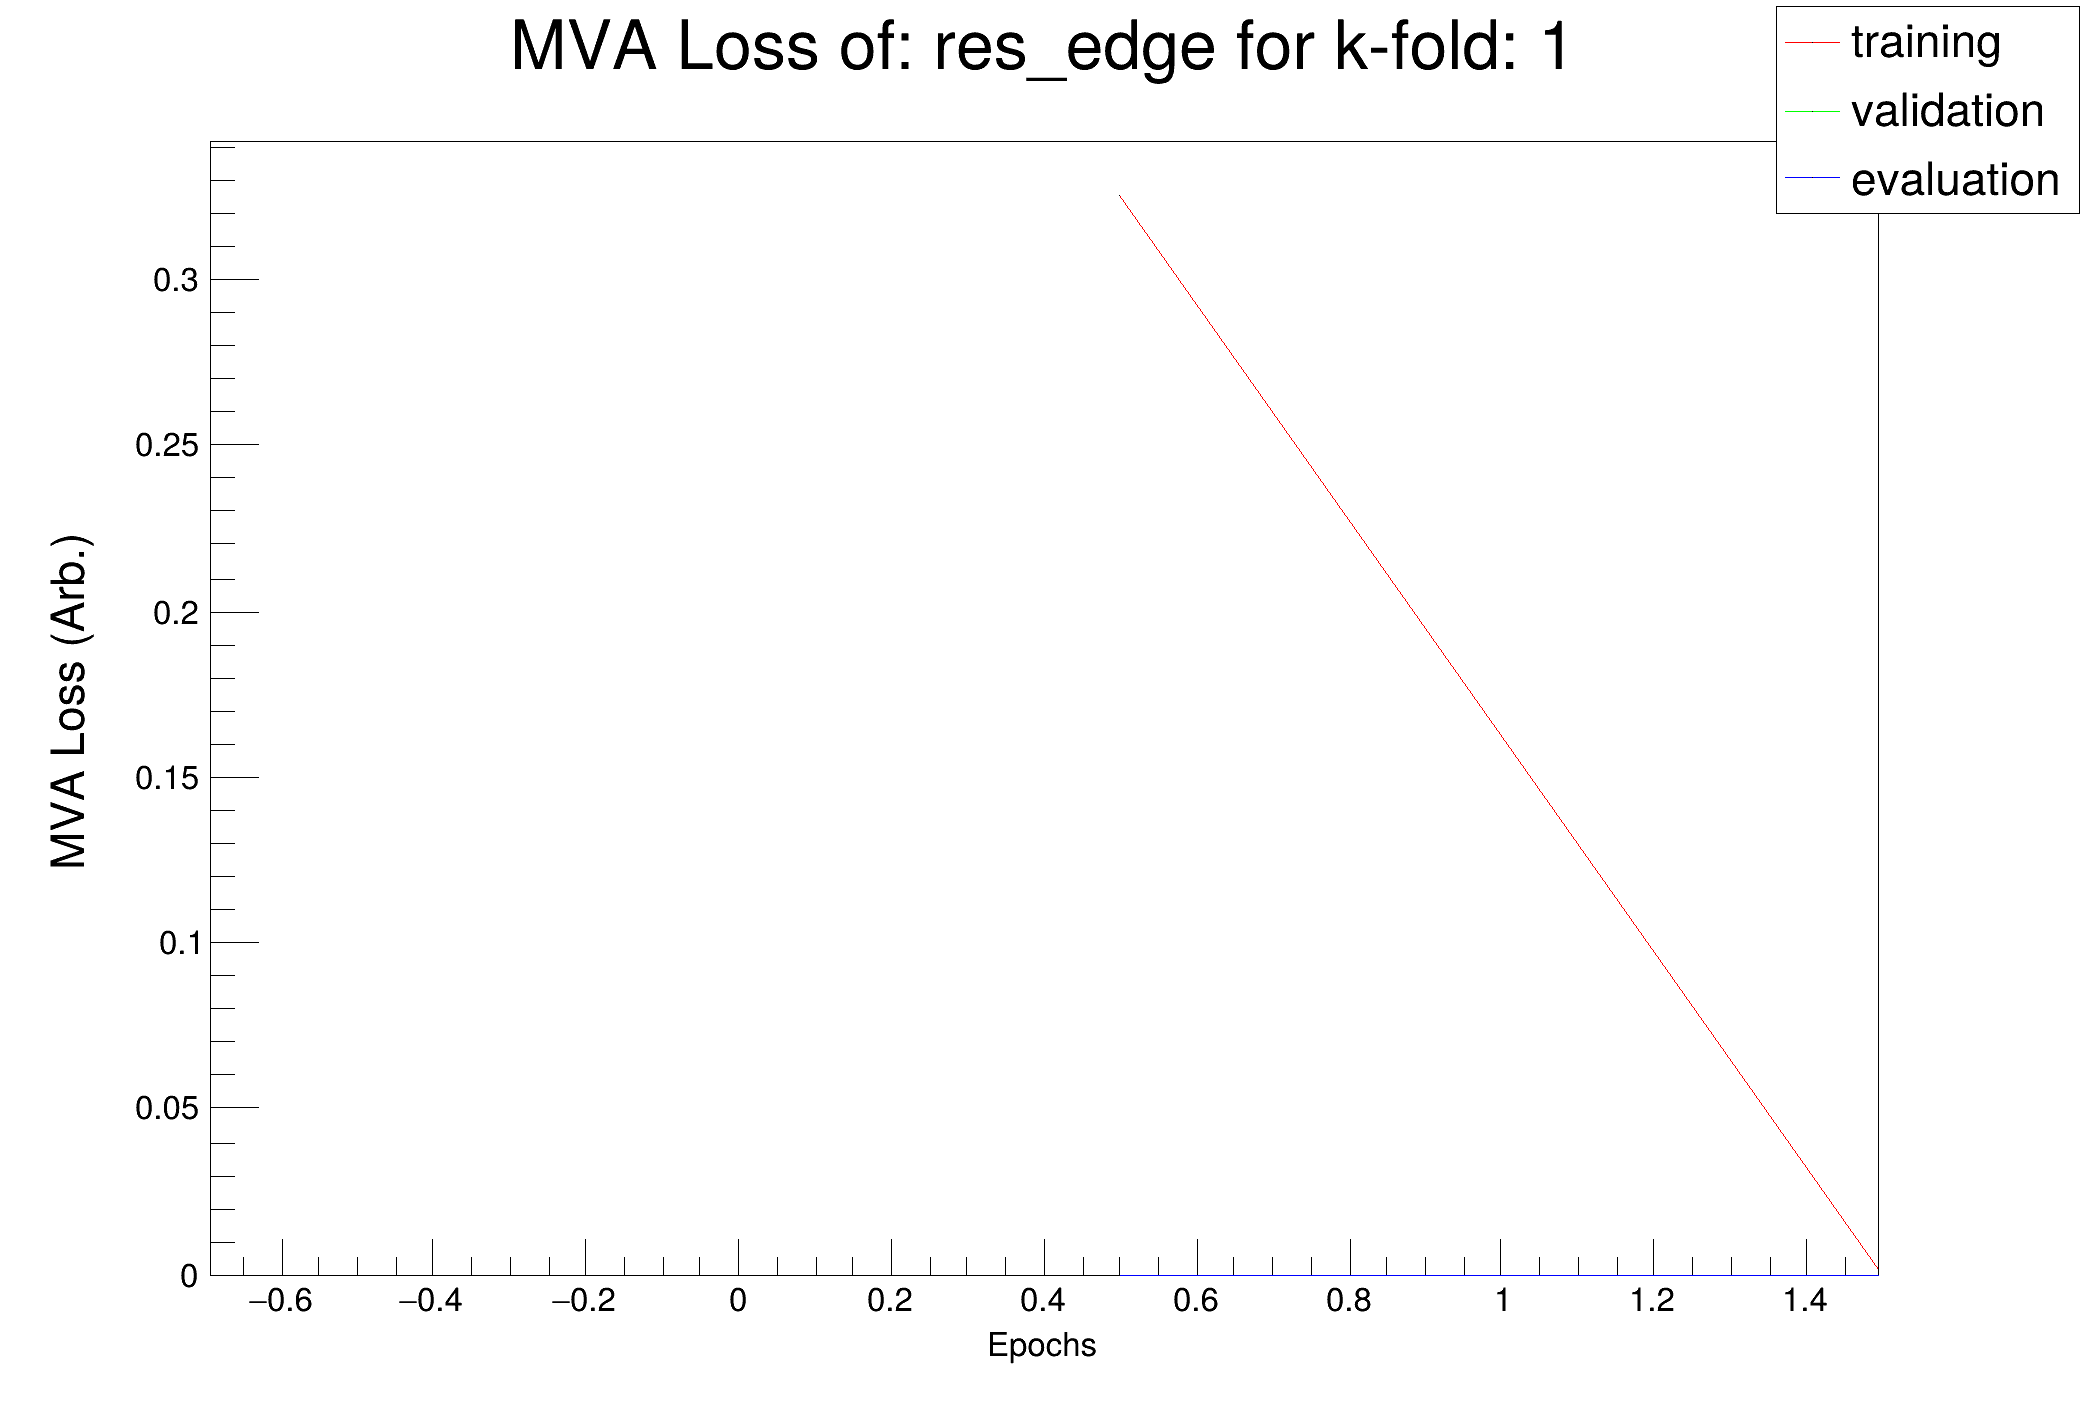 MVA Loss of: res_edge for k-fold: 1
training
validation
evaluation
MVA Loss (Arb.)
0.3
0.25
0.2
0.15
0.1
0.05
0
−0.6 −0.4 −0.2 0 0.2 0.4 0.6 0.8 1 1.2 1.4
Epochs